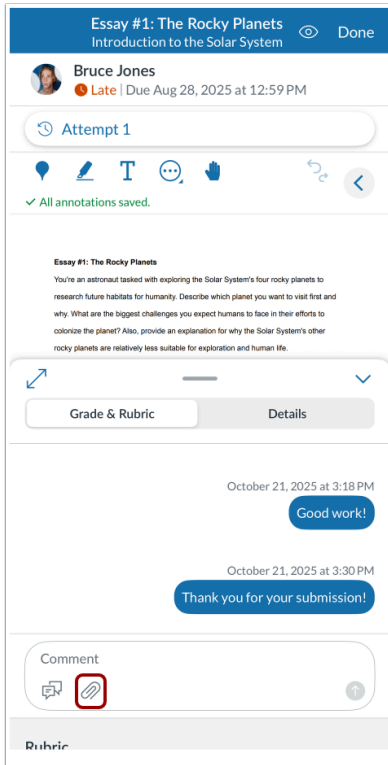 Essay #1: The Rocky Planets
Introduction to the Solar System
Done
Bruce Jones
Late | Due Aug 28, 2025 at 12:59 PM
Attempt 1
T
All annotations saved.
Essay #1: The Rocky Planets
You're an astronaut tasked with exploring the Solar System's four rocky planets to
research future habitats for humanity. Describe which planet you want to visit first and
why. What are the biggest challenges you expect humans to face in their efforts to
colonize the planet? Also, provide an explanation for why the Solar System's other
rocky planets are relatively less suitable for exploration and human life.
Grade & Rubric
Details
October 21, 2025 at 3:18 PM
Good work!
October 21, 2025 at 3:30 PM
Thank you for your submission!
Comment
Rubric